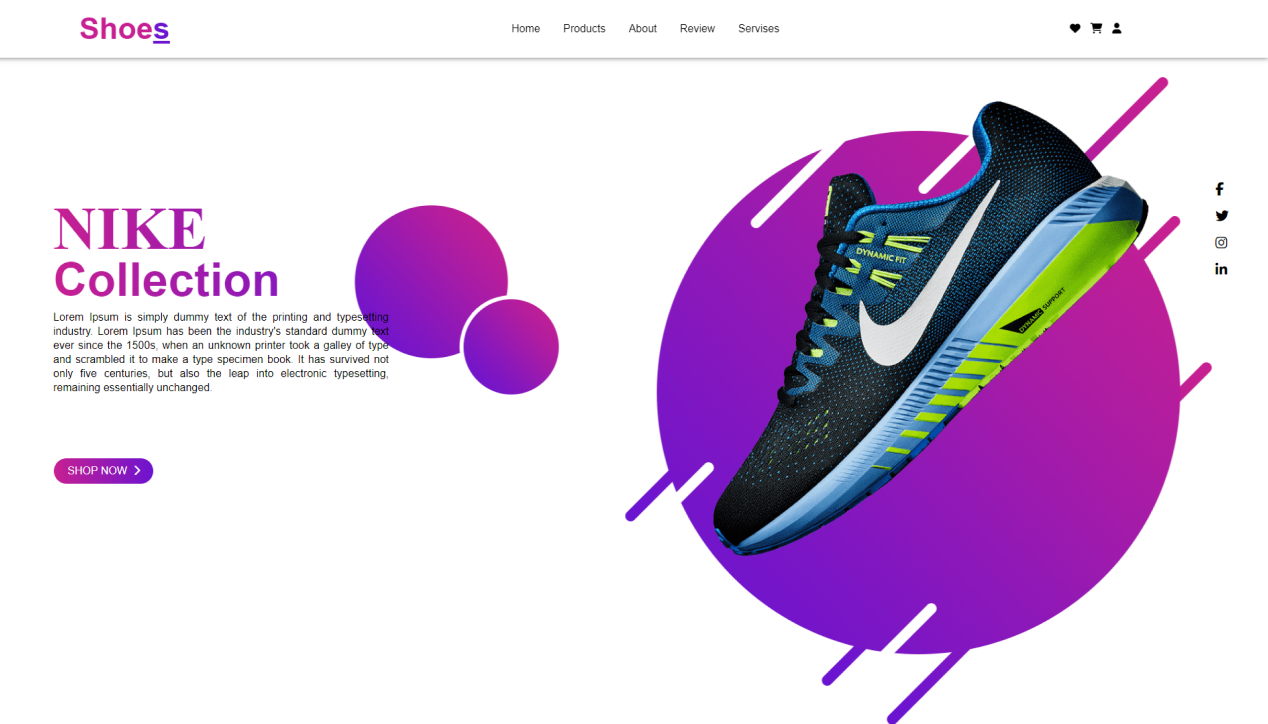 Shoes
Home Products About Review Servises
NIKE
Collection
Lorem Ipsum is simply dummy text of the printing and typesetting
industry. Lorem Ipsum has been the industry's standard dummy text
ever since the 1500s, when an unknown printer took a galley of type
and scrambled it to make a type specimen book. It has survived not
only five centuries, but also the leap into electronic typesetting,
remaining essentially unchanged.
SHOP NOW
DYNAMIC FIT
DYNAMIC SUPPORT